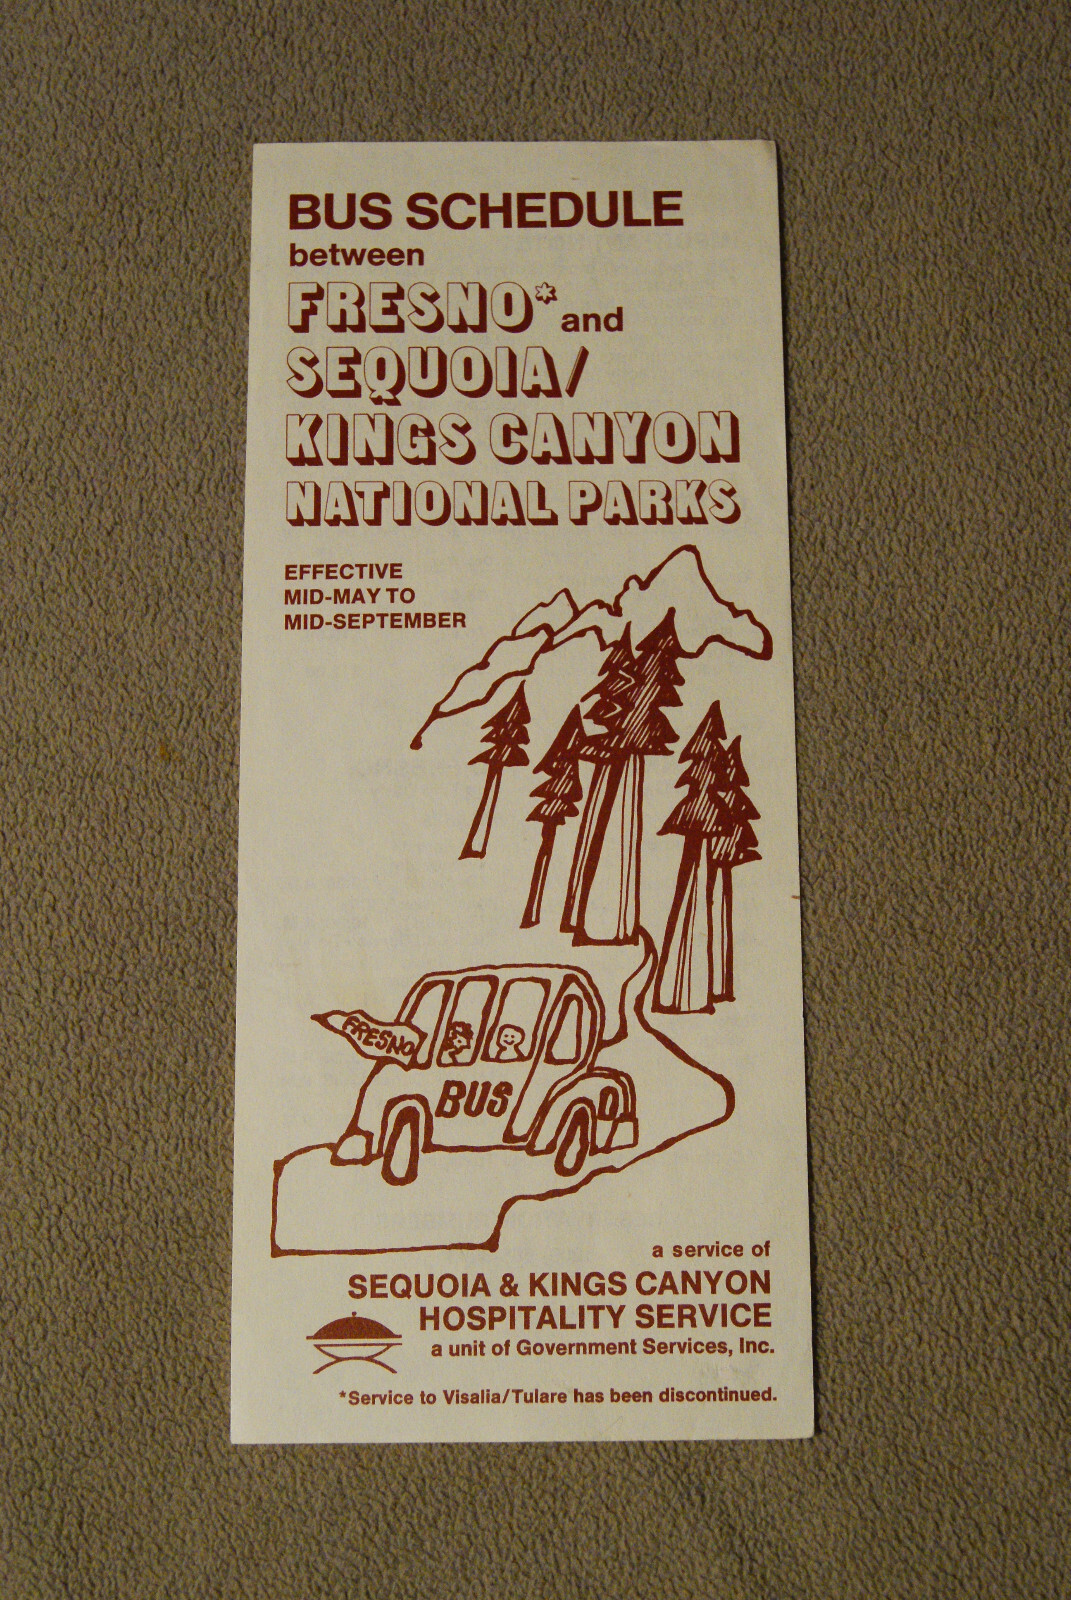 BUS SCHEDULE
between
FRESNO* and
SEQUOIA/
KINGS CANYON
NATIONAL PARKS
EFFECTIVE
MID-MAY TO
MID-SEPTEMBER
FRESNO
BUS
a service of
SEQUOIA & KINGS CANYON
HOSPITALITY SERVICE
a unit of Government Services, Inc.
*Service to Visalia/Tulare has been discontinued.